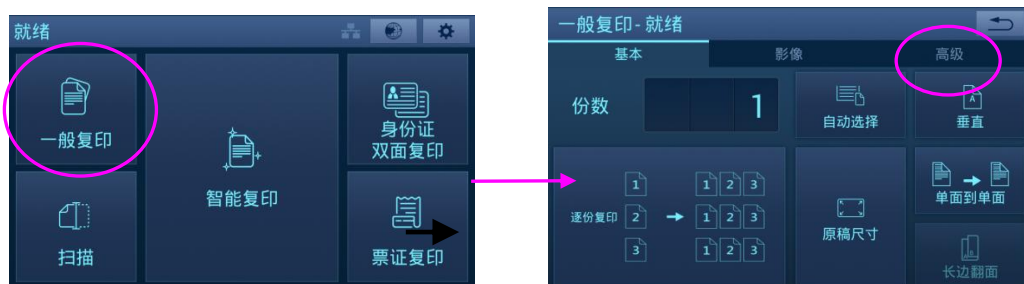 就绪
一般复印
智能复印
身份证
双面复印
扫描
票证复印
一般复印-就绪
基本
影像
高级
份数
1
自动选择
A
垂直
逐份复印
1
2
3
1 2 3
1 2 3
1 2 3
原稿尺寸
单面到单面
长边翻面